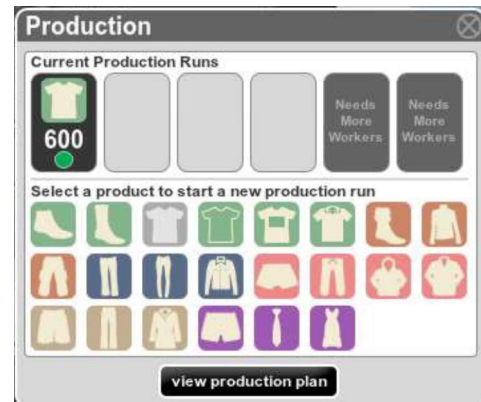 Production
Current Production Runs
600
Needs
More
Workers
Needs
More
Workers
Select a product to start a new production run
view production plan